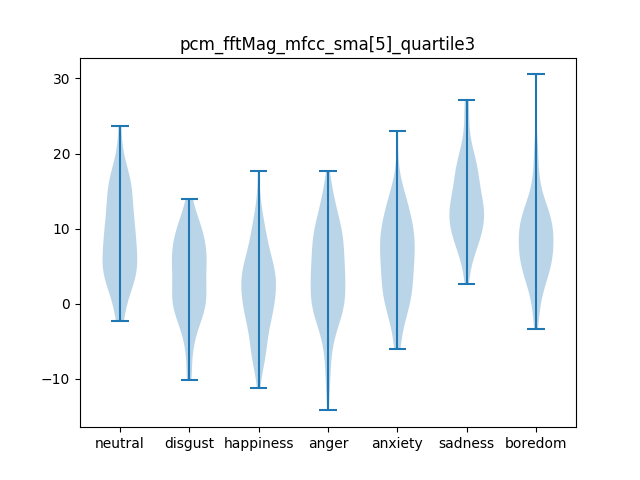 pcm_fftMag_mfcc_sma[5]_quartile3
30
20
10
0
−10
neutral disgust happiness anger anxiety sadness boredom